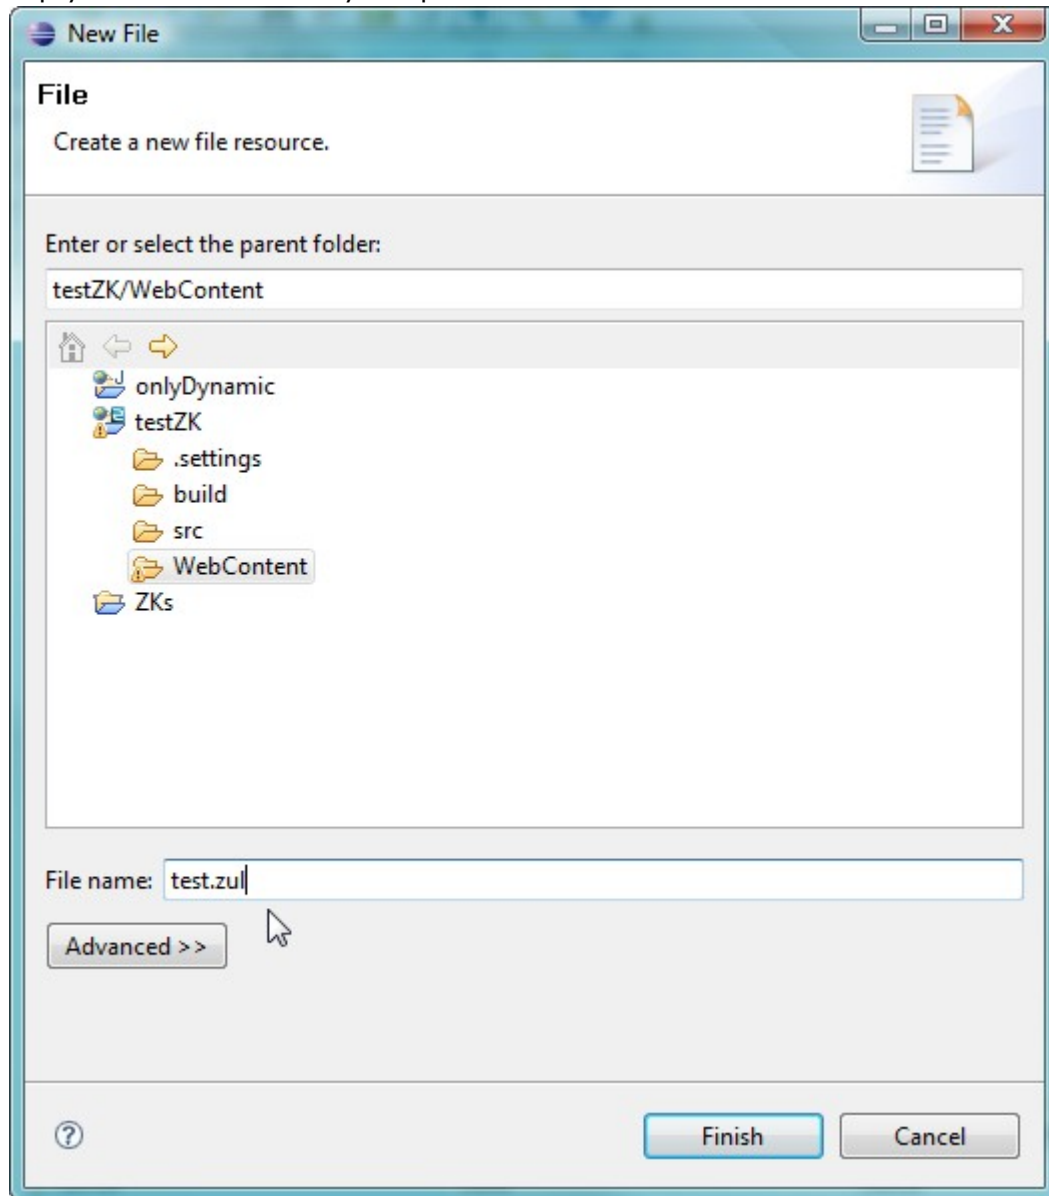 New File
File
Create a new file resource.
Enter or select the parent folder:
testZK/WebContent
onlyDynamic
testZK
.settings
build
src
WebContent
ZKs
File name: test.zul
Advanced >>
Finish Cancel